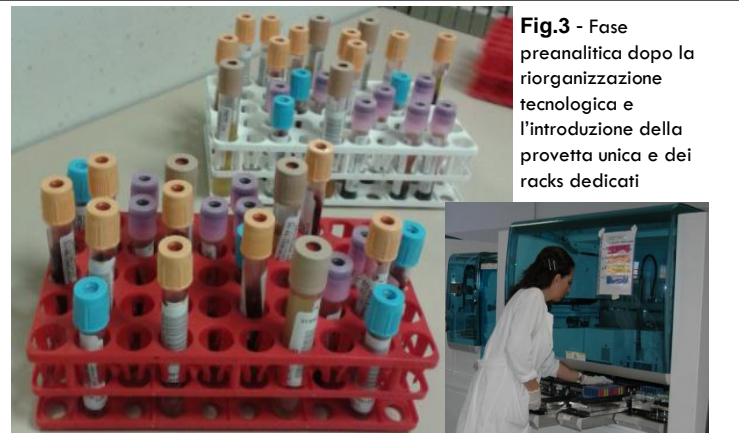 Fig.3 - Fase
preanalitica dopo la
riorganizzazione
tecnologica e
l'introduzione della
provetta unica e dei
racks dedicati